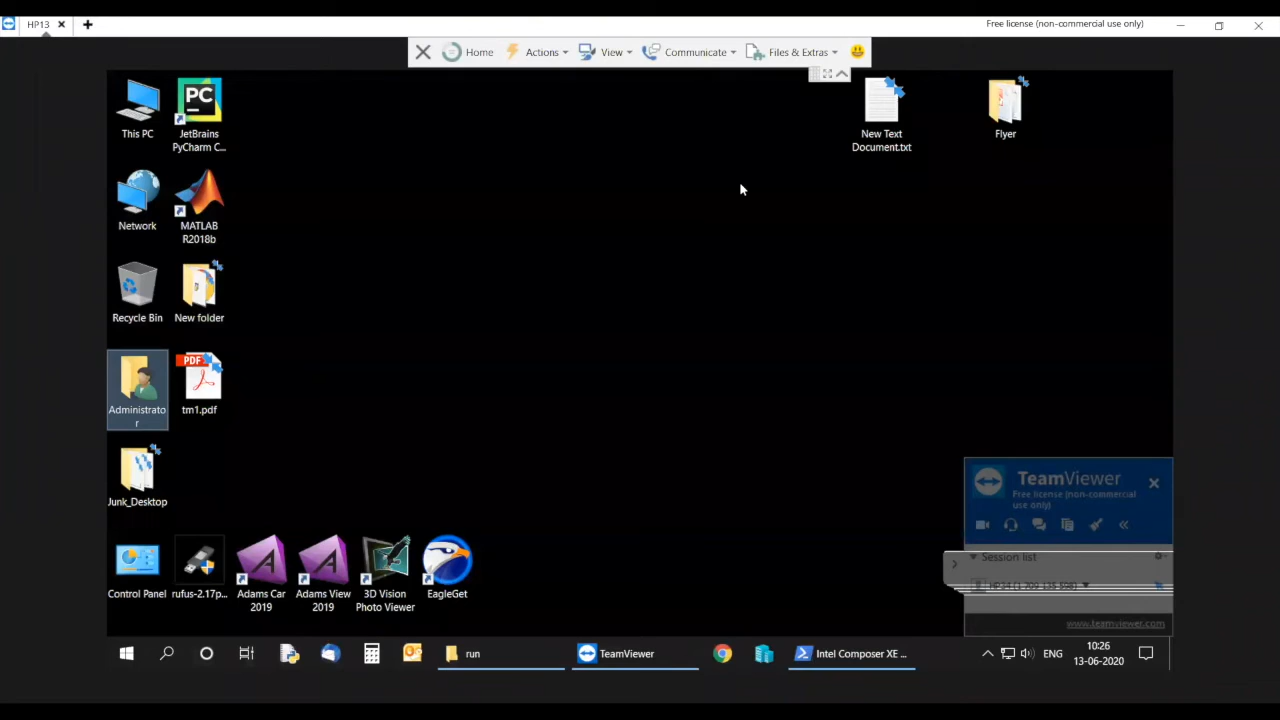 HP13
Free license (non-commercial use only)
Home
Actions
View
Communicate
Files & Extras
This PC
PC
JetBrains
PyCharm C...
New Text
Document.txt
Flyer
Network
MATLAB
R2018b
Recycle Bin
New folder
Administrato
r
PDF
tm1.pdf
Junk_Desktop
TeamViewer
Free license (non-commercial
use only)
Session list
www.teamviewer.com
Control Panel
rufus-2.17p...
Adams Car
2019
Adams View
2019
3D Vision
Photo Viewer
EagleGet
run
TeamViewer
Intel Composer XE ...
ENG
10:26
13-06-2020